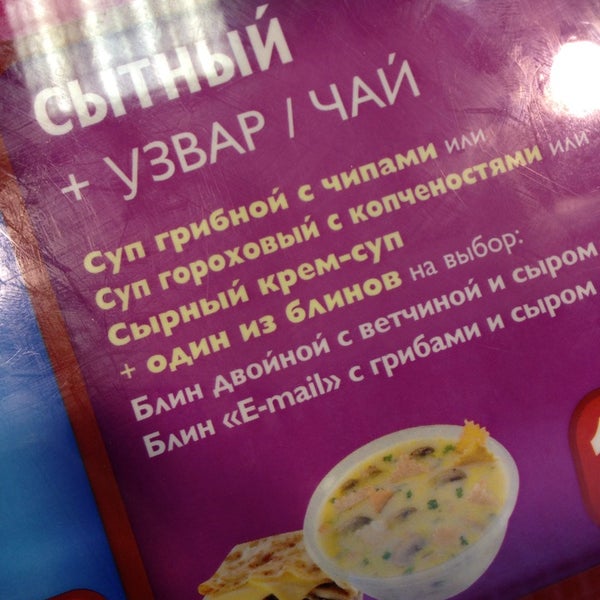 СЫТНЫЙ
+ УЗВАР / ЧАЙ
Суп грибной с чипами или
Суп гороховый с копченостями или
Сырный крем-суп
+ один из блинов на выбор:
Блин двойной с ветчиной и сыром
Блин «E-mail» с грибами и сыром